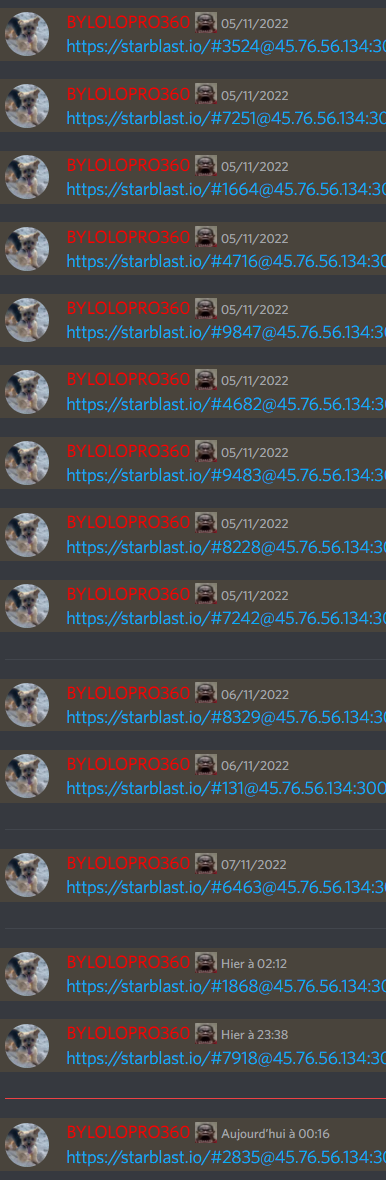 BYLOLOPRO360 05/11/2022
https://starblast.io/#3524@45.76.56.134:30
BYLOLOPRO360 05/11/2022
https://starblast.io/#7251@45.76.56.134:30
BYLOLOPRO360 05/11/2022
https://starblast.io/#1664@45.76.56.134:30
BYLOLOPRO360 05/11/2022
https://starblast.io/#4716@45.76.56.134:30
BYLOLOPRO360 05/11/2022
https://starblast.io/#9847@45.76.56.134:30
BYLOLOPRO360 05/11/2022
https://starblast.io/#4682@45.76.56.134:30
BYLOLOPRO360 05/11/2022
https://starblast.io/#9483@45.76.56.134:30
BYLOLOPRO360 05/11/2022
https://starblast.io/#8228@45.76.56.134:30
BYLOLOPRO360 05/11/2022
https://starblast.io/#7242@45.76.56.134:30
BYLOLOPRO360 06/11/2022
https://starblast.io/#8329@45.76.56.134:30
BYLOLOPRO360 06/11/2022
https://starblast.io/#131@45.76.56.134:300
BYLOLOPRO360 07/11/2022
https://starblast.io/#6463@45.76.56.134:30
BYLOLOPRO360 Hier à 02:12
https://starblast.io/#1868@45.76.56.134:30
BYLOLOPRO360 Hier à 23:38
https://starblast.io/#7918@45.76.56.134:30
BYLOLOPRO360 Aujourd'hui à 00:16
https://starblast.io/#2835@45.76.56.134:30